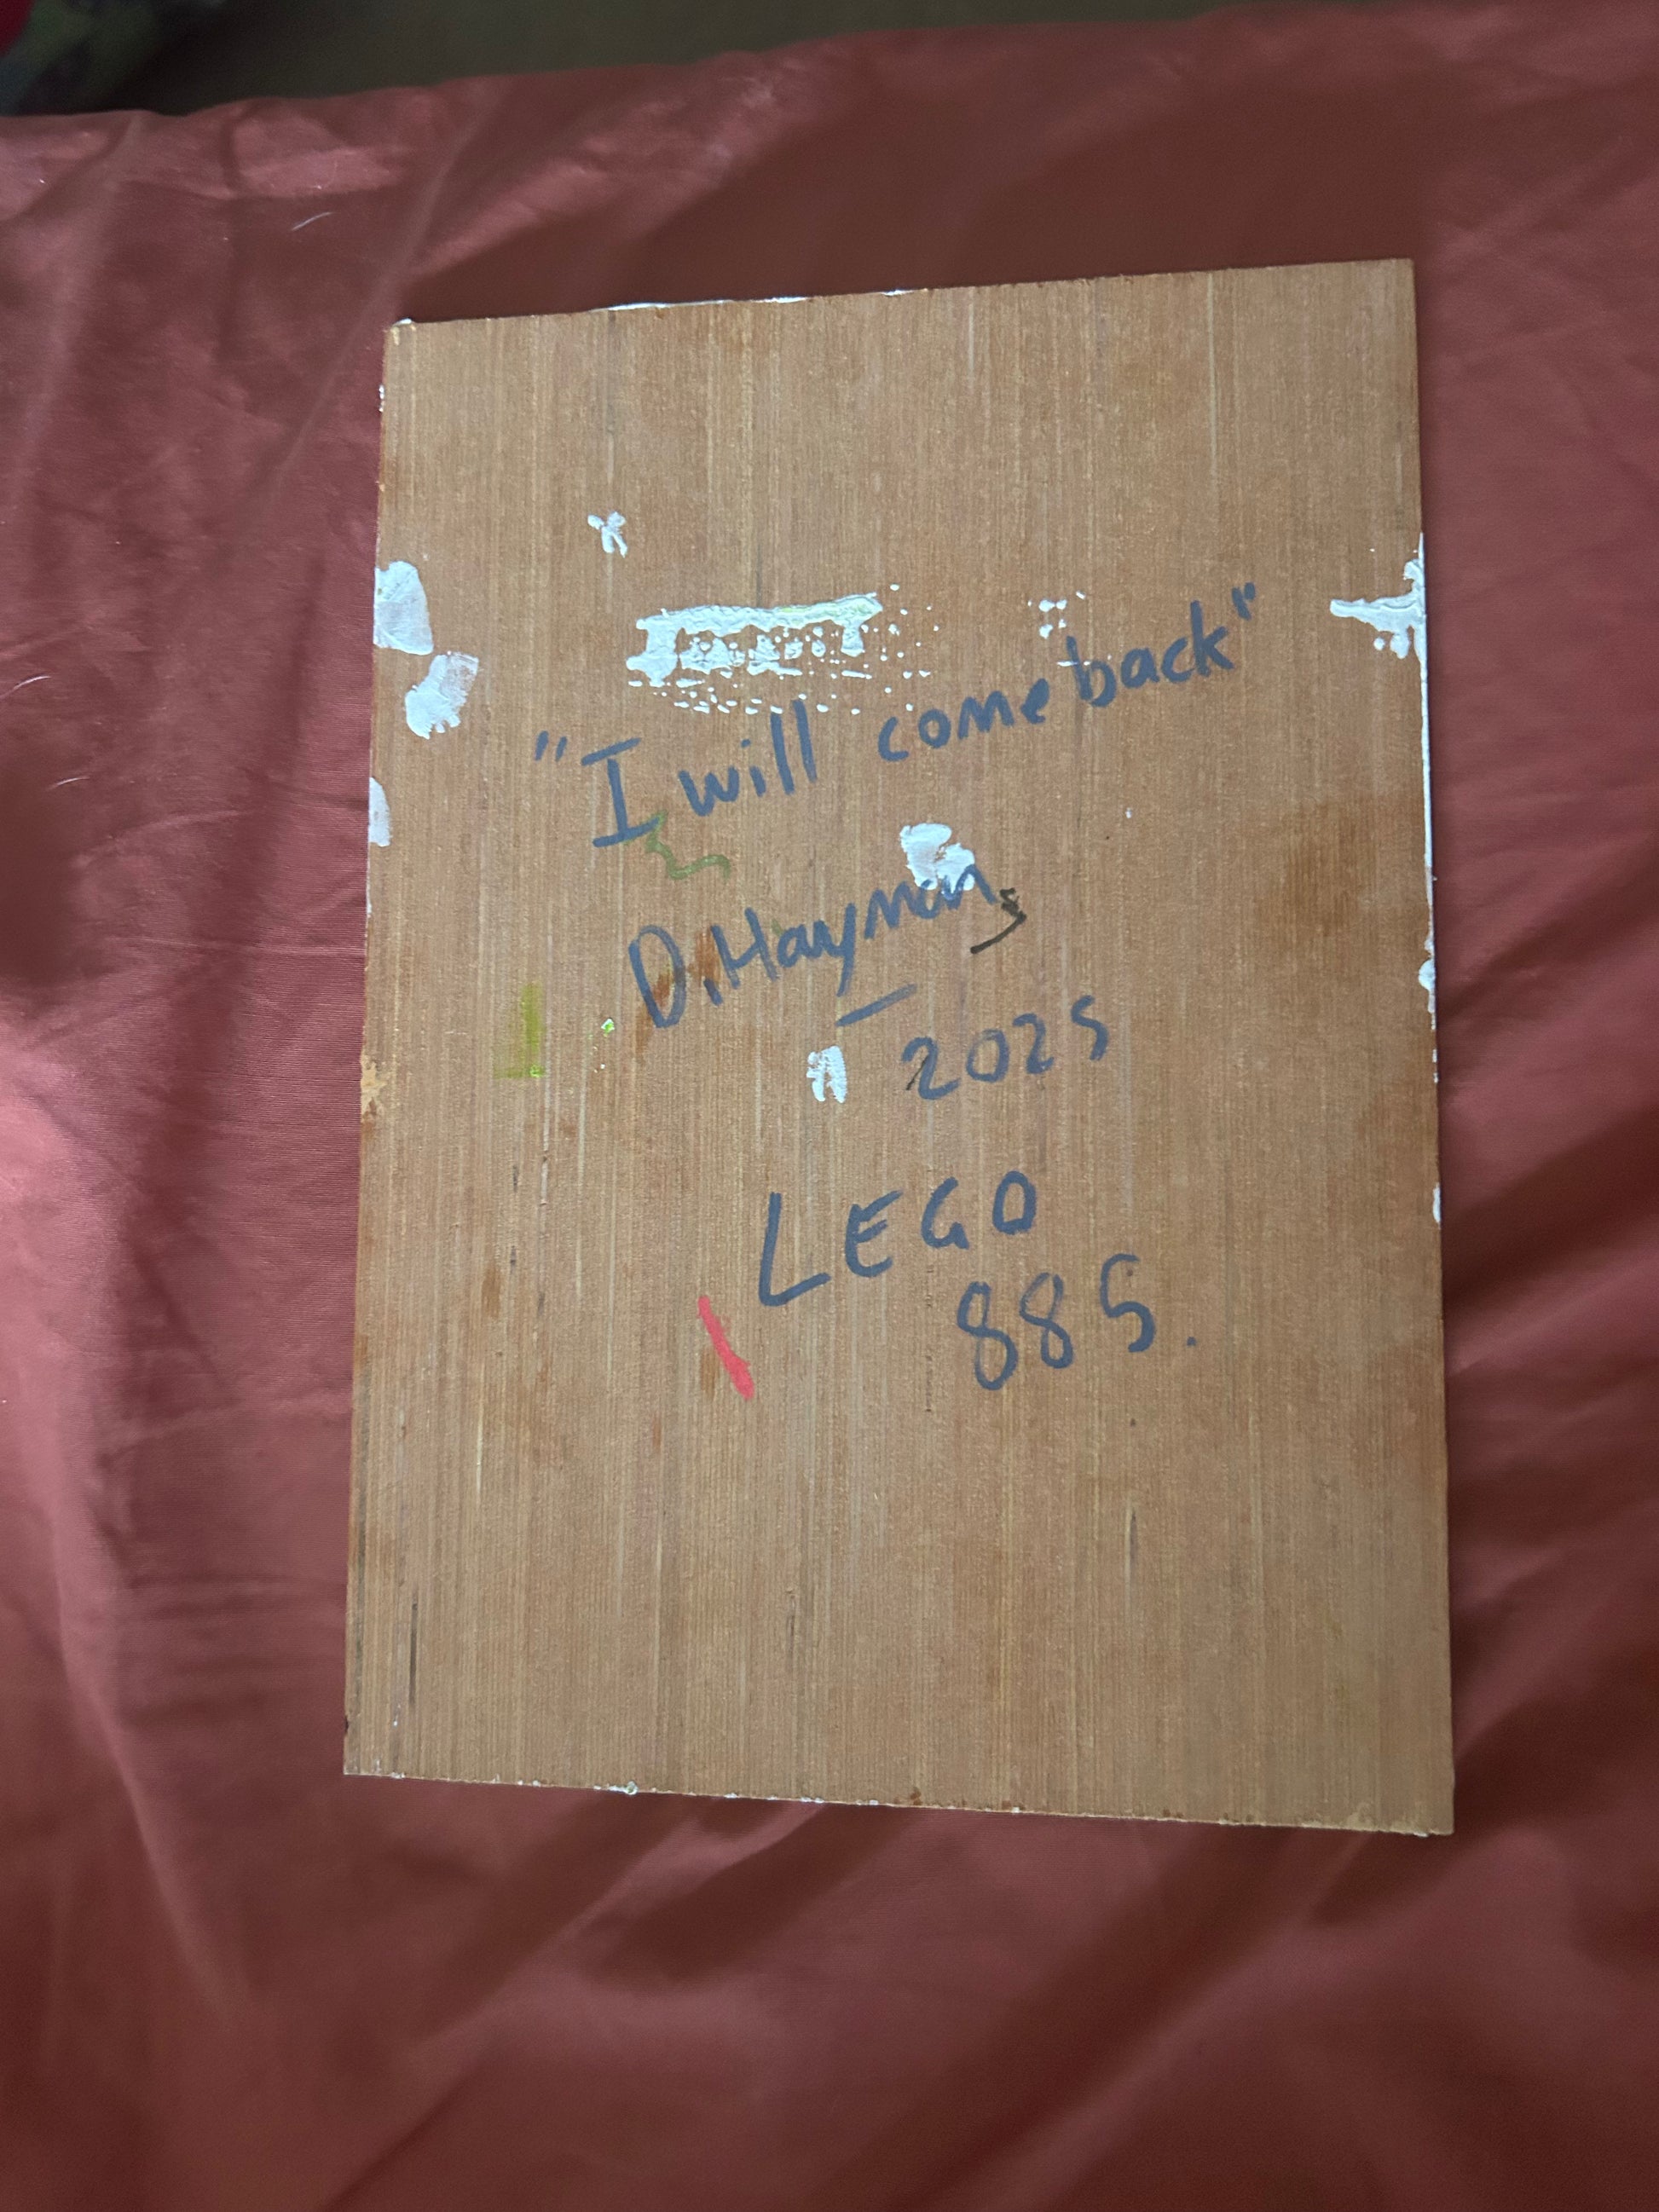 "I will come back"
D. Hayman
2025
LEGO
885.